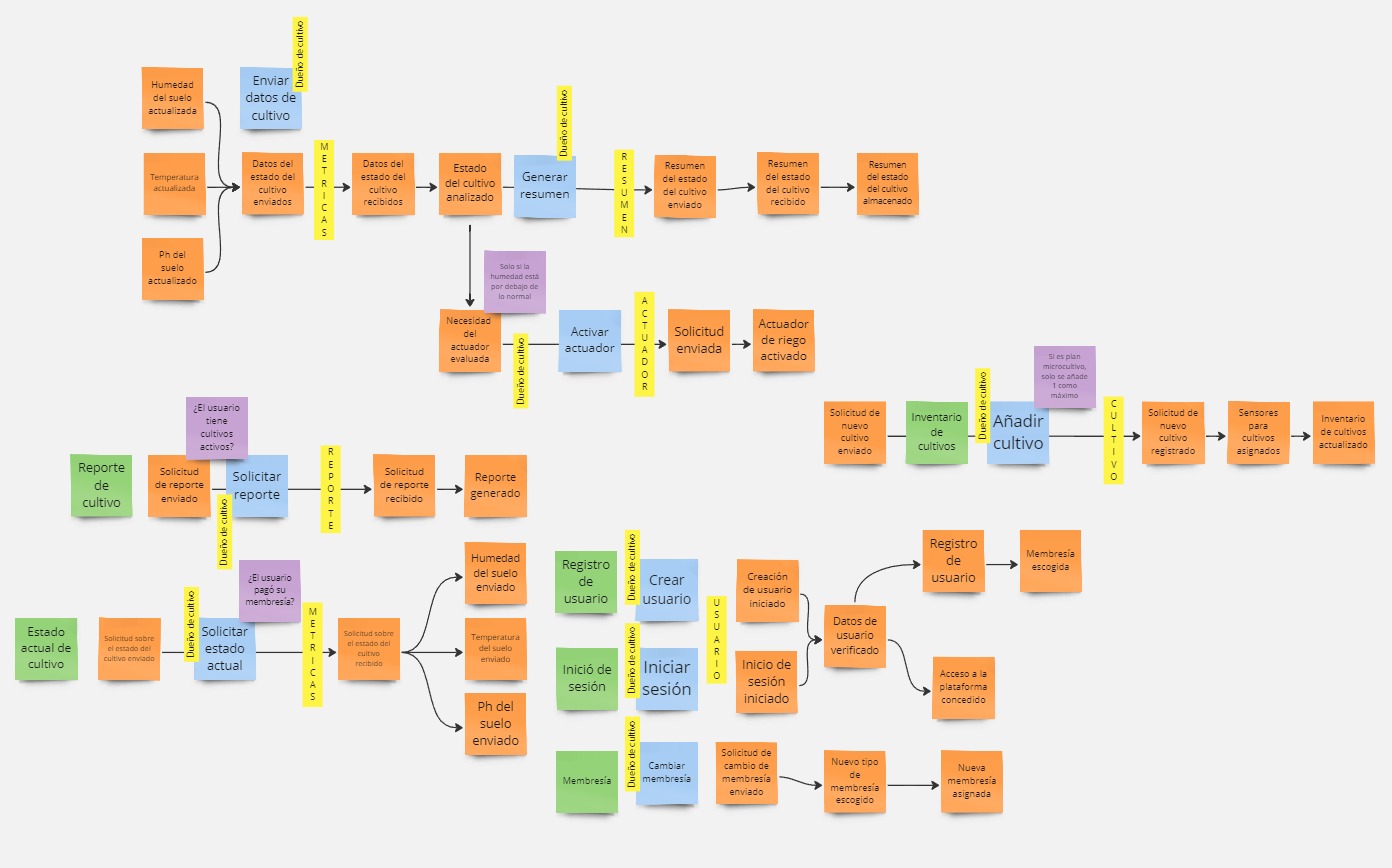 Dueño de cultivo
Humedad
del suelo
actualizada
Enviar
datos de
cultivo
Temperatura
actualizada
Ph del
suelo
actualizado
Datos del
estado del
cultivo
enviados
METRICAS
Datos del
estado del
cultivo
recibidos
Estado
del cultivo
analizado
Dueño de cultivo
Generar
resumen
RESUMEN
Resumen
del estado
del cultivo
enviado
Resumen
del estado
del cultivo
recibido
Resumen
del estado
del cultivo
almacenado
Solo si la
humedad está
por debajo de
lo normal
Necesidad
del
actuador
evaluada
Dueño de cultivo
Activar
actuador
ACTUADOR
Solicitud
enviada
Actuador
de riego
activado
Solicitud de
nuevo
cultivo
enviado
Inventario
de
cultivos
Dueño de cultivo
Añadir
cultivo
Si es plan
microcultivo,
solo se añade
1 como
máximo
CULTIVO
Solicitud de
nuevo
cultivo
registrado
Sensores
para
cultivos
asignados
Inventario
de cultivos
actualizado
¿El usuario
tiene
cultivos
activos?
Reporte
de
cultivo
Solicitud
de reporte
enviado
Solicitar
reporte
Dueño de cultivo
REPORTE
Solicitud
de reporte
recibido
Reporte
generado
¿El usuario
pagó su
membresía?
Estado
actual de
cultivo
Solicitud sobre
el estado del
cultivo enviado
Dueño de cultivo
Solicitar
estado
actual
METRICAS
Solicitud sobre
el estado del
cultivo
recibido
Humedad
del suelo
enviado
Temperatura
del suelo
enviado
Ph del
suelo
enviado
Registro
de
usuario
Dueño de cultivo
Crear
usuario
Inició de
sesión
Dueño de cultivo
Iniciar
sesión
USUARIO
Creación
de usuario
iniciado
Inicio de
sesión
iniciado
Datos de
usuario
verificado
Registro
de
usuario
Membresía
escogida
Acceso a la
plataforma
concedido
Membresía
Dueño de cultivo
Cambiar
membresía
Solicitud de
cambio de
membresía
enviado
Nuevo tipo
de
membresía
escogido
Nueva
membresía
asignada